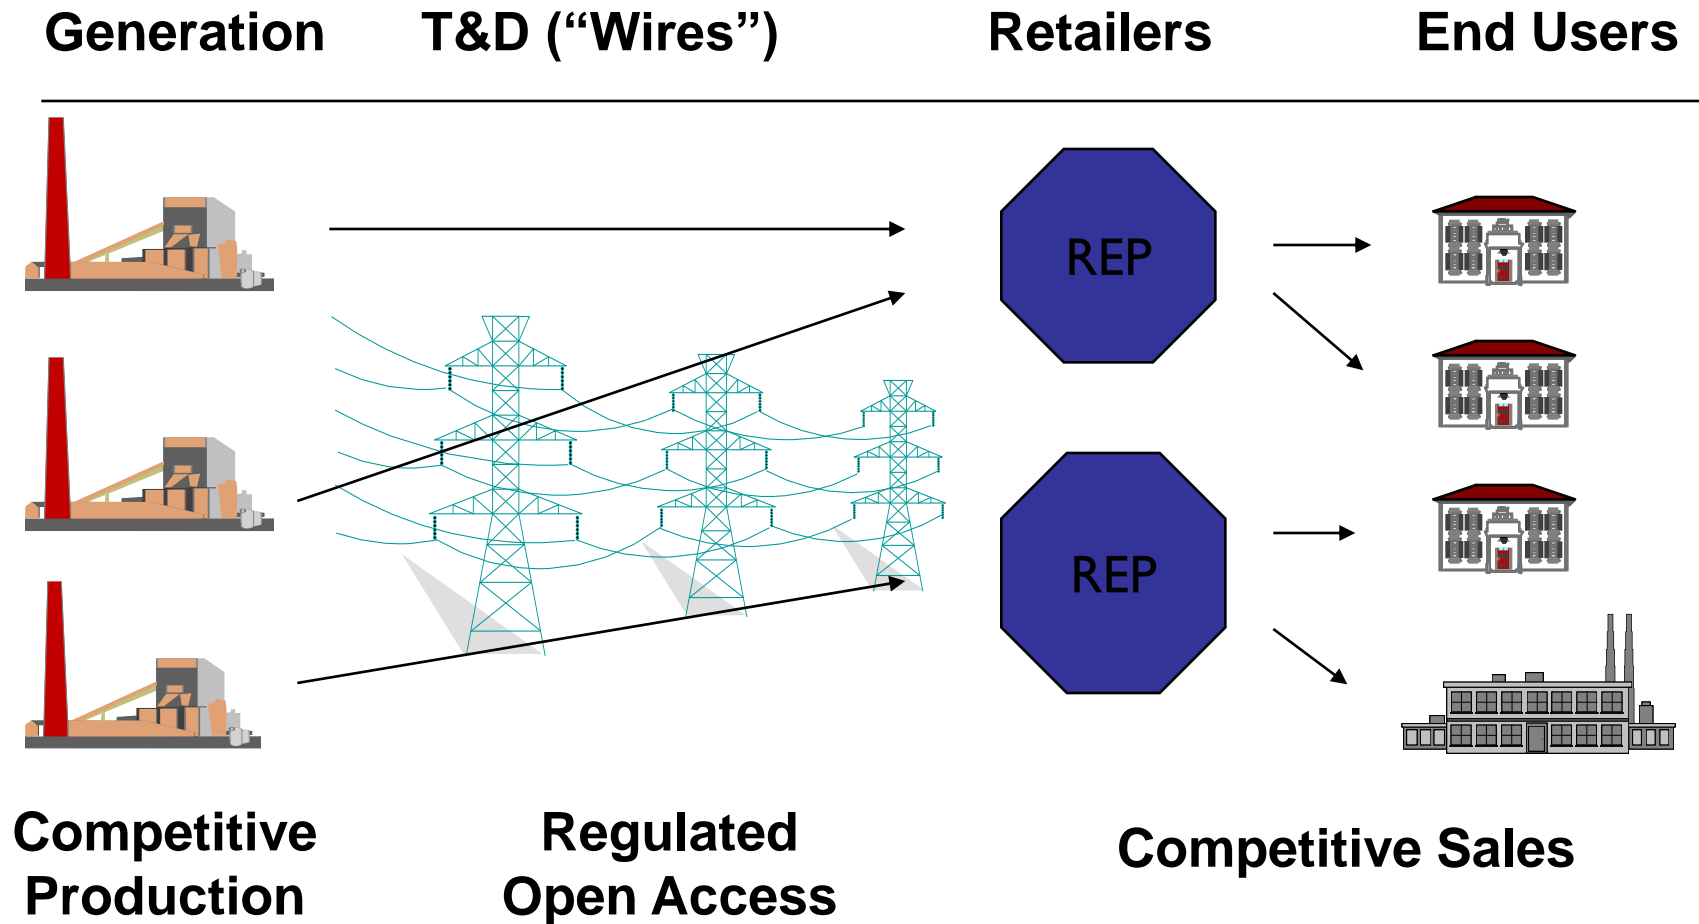 Generation
T&D (“Wires”)
Retailers
End Users
REP
REP
Competitive
Production
Regulated
Open Access
Competitive Sales